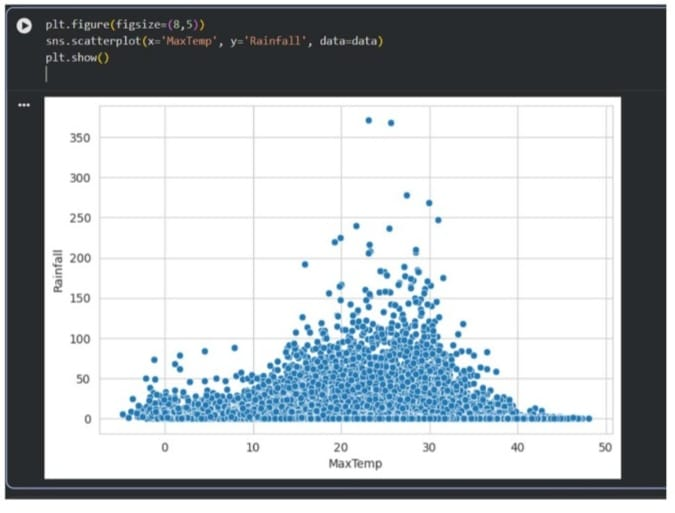 plt.figure(figsize=(8,5))
sns.scatterplot(x='MaxTemp', y='Rainfall', data=data)
plt.show()
350
300
250
200
150
100
50
0
Rainfall
0 10 20 30 40 50
MaxTemp